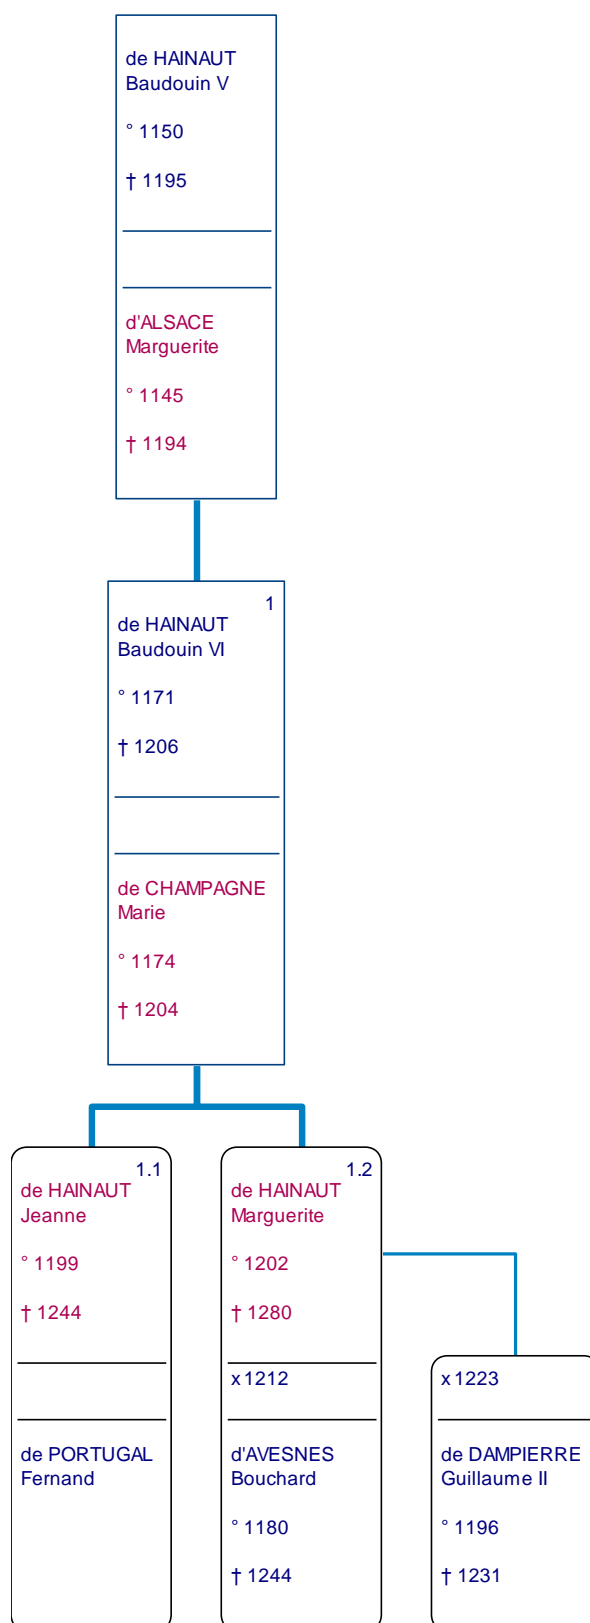 de HAINAUT
Baudouin V
° 1150
† 1195
d'ALSACE
Marguerite
° 1145
† 1194
1
de HAINAUT
Baudouin VI
° 1171
† 1206
de CHAMPAGNE
Marie
° 1174
† 1204
1.1
de HAINAUT
Jeanne
° 1199
† 1244
de PORTUGAL
Fernand
1.2
de HAINAUT
Marguerite
° 1202
† 1280
x 1212
d'AVESNES
Bouchard
° 1180
† 1244
x 1223
de DAMPIERRE
Guillaume II
° 1196
† 1231